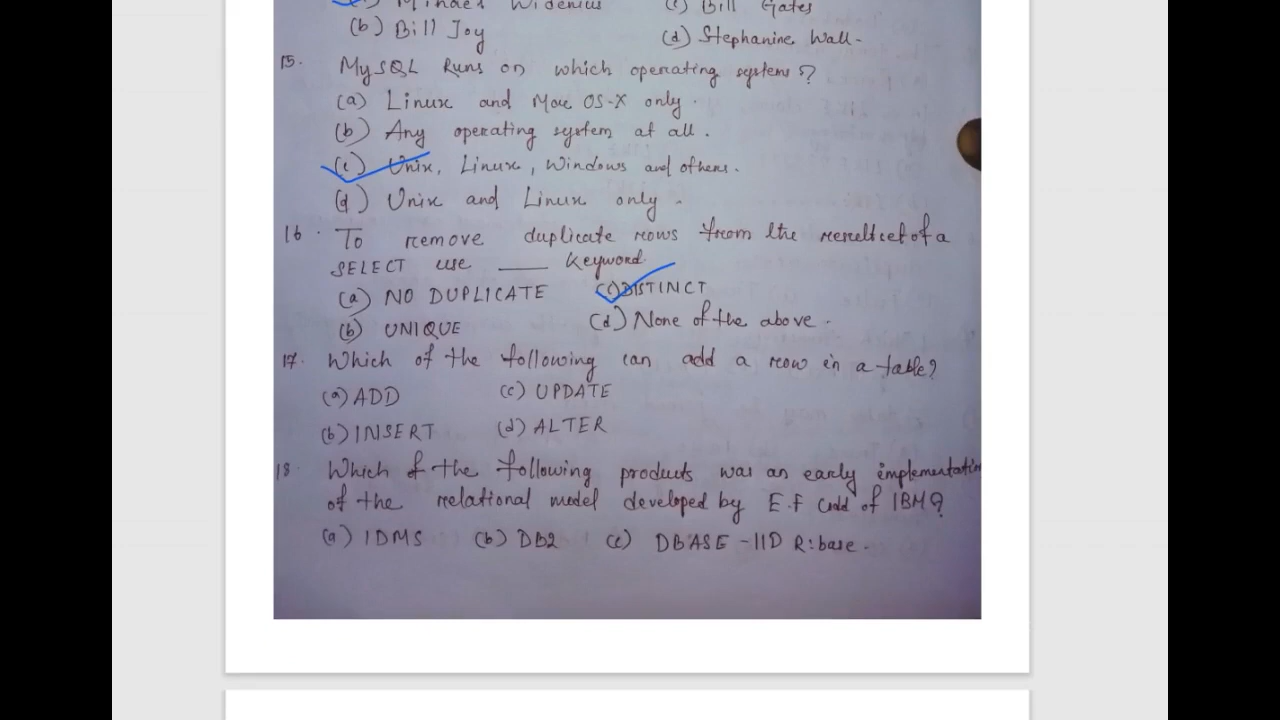 Widenius (c) Bill Gates
(b) Bill Joy (d) Stephanine Wall-
15. MySQL Runs on which operating systems?
(a) Linux and Mac OS-X only.
(b) Any operating system at all.
(c) Unix, Linux, Windows and others.
(d) Unix and Linux only.
16. To remove duplicate rows from the resultset of a
SELECT use ____ keyword.
(a) NO DUPLICATE (c) DISTINCT
(b) UNIQUE (d) None of the above.
17. Which of the following can add a row in a table?
(a) ADD (c) UPDATE
(b) INSERT (d) ALTER
18. Which of the following products was an early implementation
of the relational model developed by E.F Codd of IBM?
(a) IDMS (b) DB2 (c) DBASE -IID R:base.